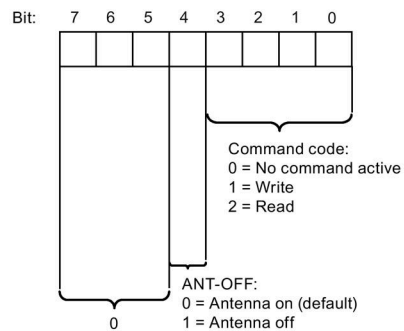 Bit: 7 6 5 4 3 2 1 0
Command code:
0 = No command active
1 = Write
2 = Read
ANT-OFF:
0 = Antenna on (default)
1 = Antenna off
0